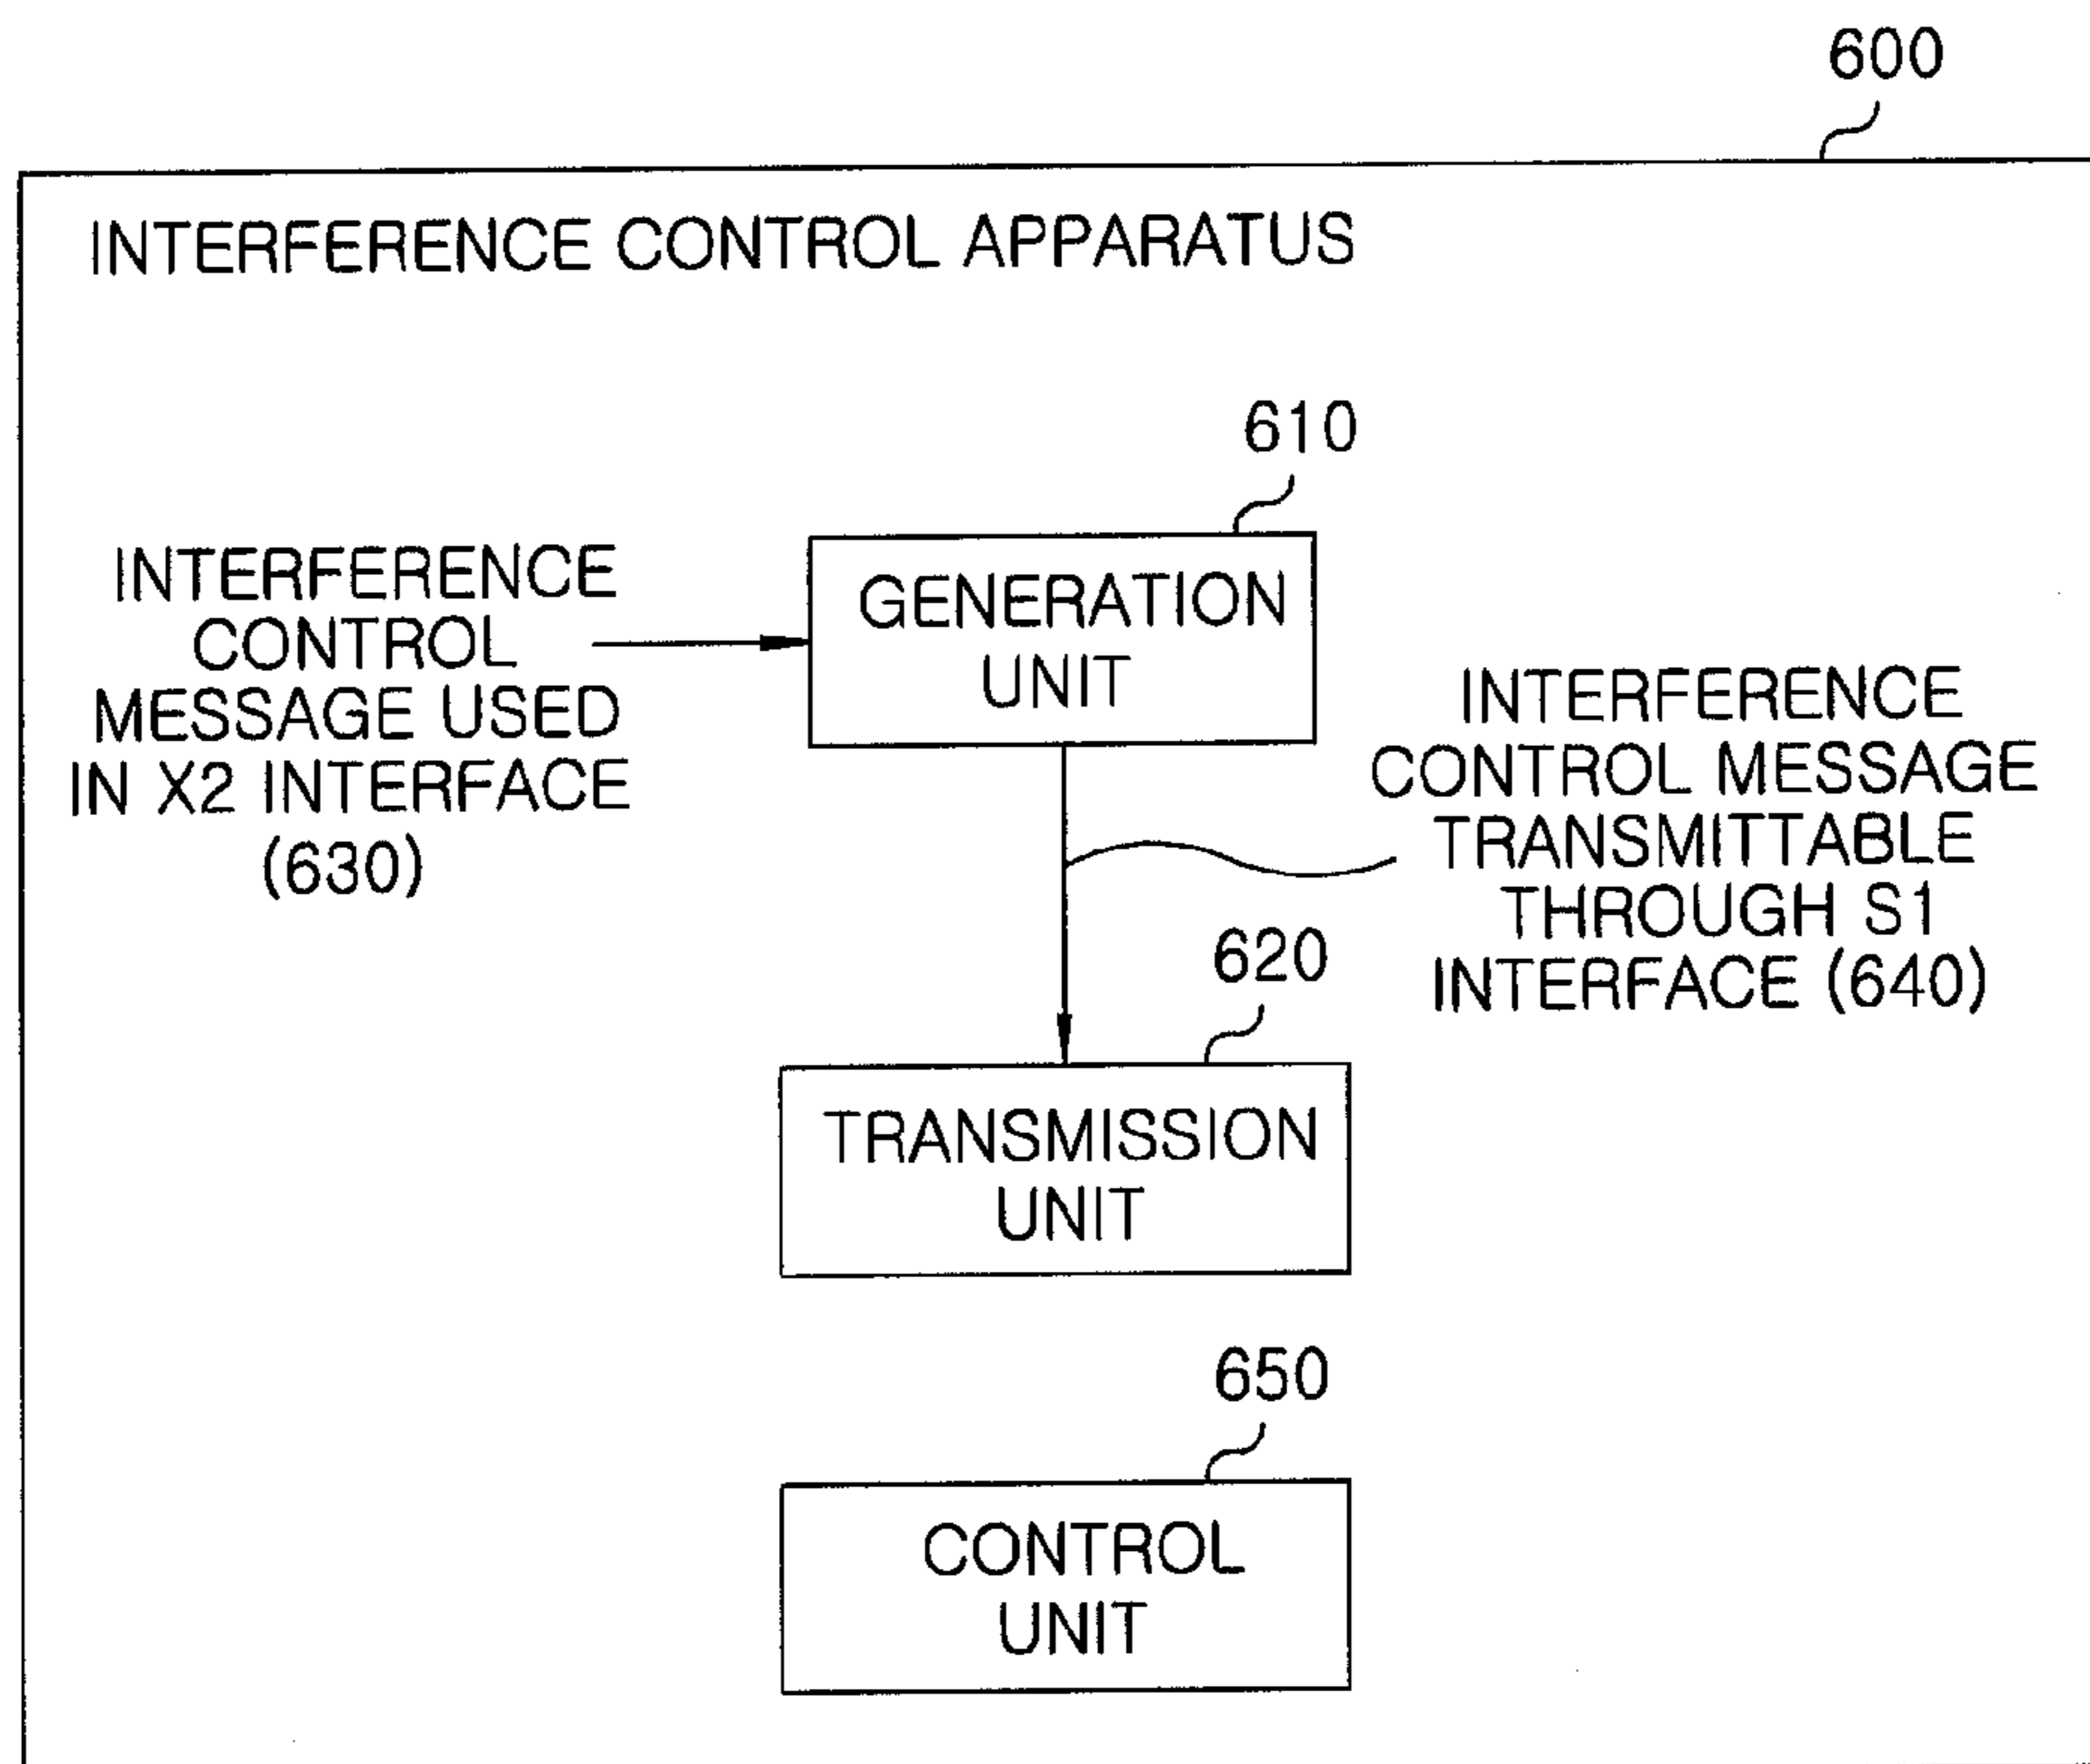 600
INTERFERENCE CONTROL APPARATUS
610
INTERFERENCE
CONTROL
MESSAGE USED
IN X2 INTERFACE
(630)
GENERATION
UNIT
INTERFERENCE
CONTROL MESSAGE
TRANSMITTABLE
THROUGH S1
INTERFACE (640)
620
TRANSMISSION
UNIT
650
CONTROL
UNIT